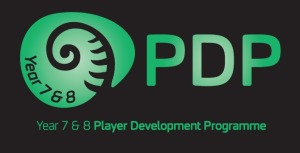 Year 7 & 8
PDP
Year 7 & 8 Player Development Programme